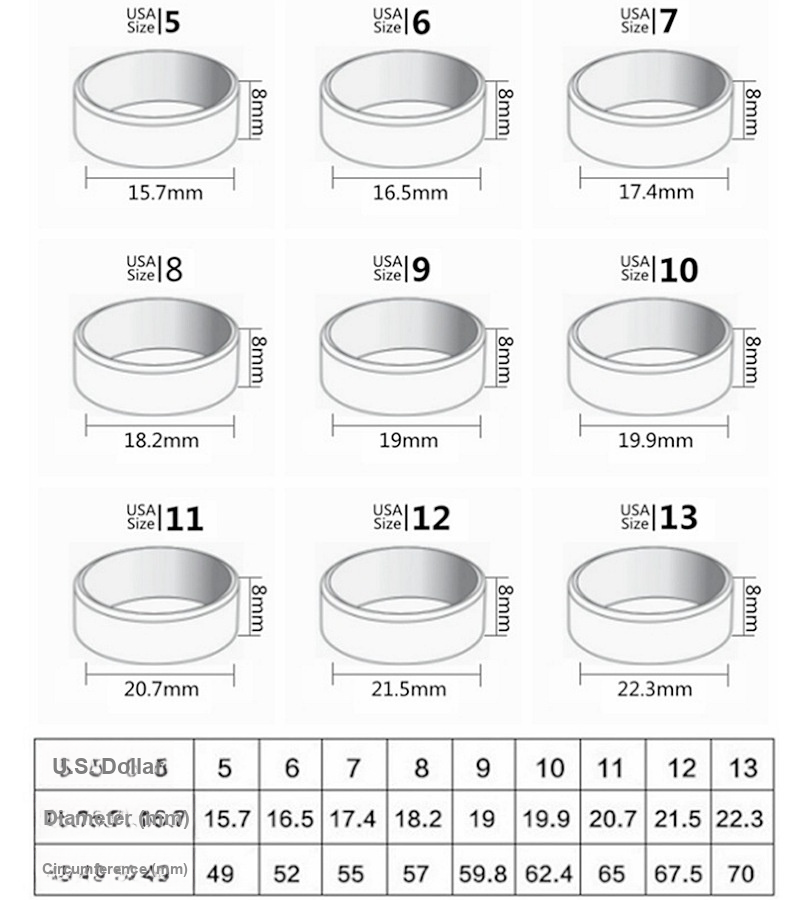 USA Size 5
USA Size 6
USA Size 7
8mm
8mm
8mm
15.7mm
16.5mm
17.4mm
USA Size 8
USA Size 9
USA Size 10
8mm
8mm
8mm
18.2mm
19mm
19.9mm
USA Size 11
USA Size 12
USA Size 13
8mm
8mm
8mm
20.7mm
21.5mm
22.3mm
U.S. Dollar 5 6 7 8 9 10 11 12 13
Diameter (mm) 15.7 16.5 17.4 18.2 19 19.9 20.7 21.5 22.3
Circumference (mm) 49 52 55 57 59.8 62.4 65 67.5 70